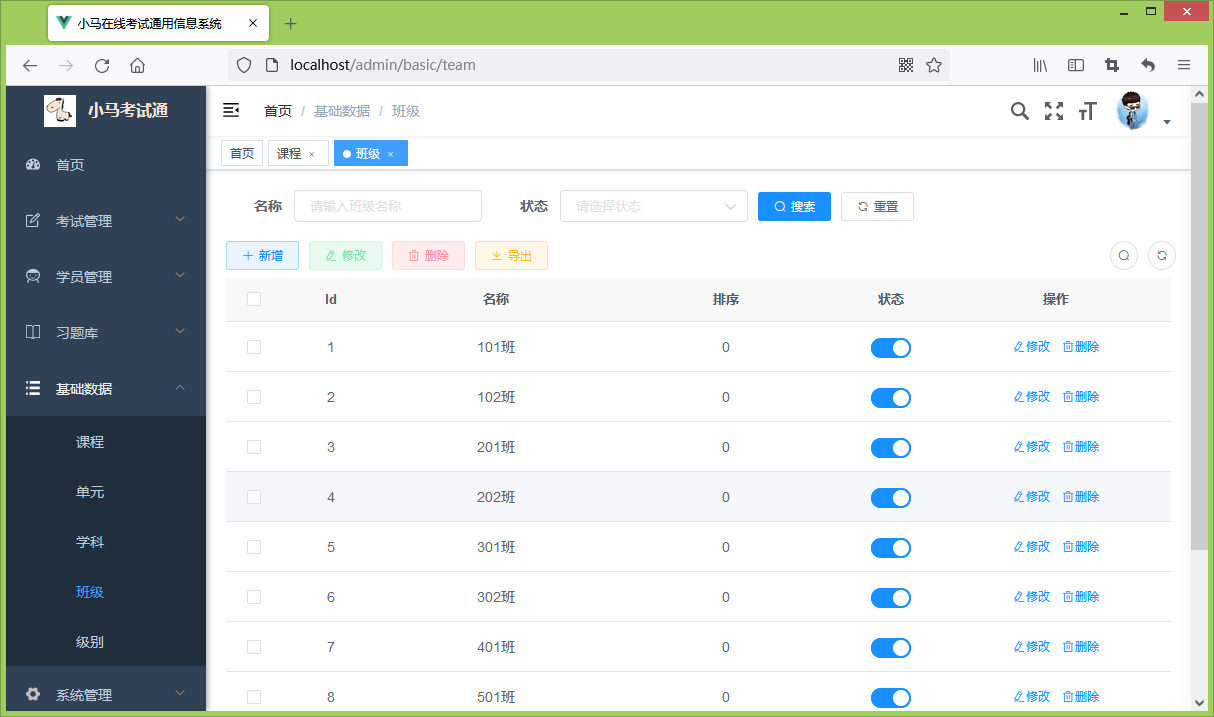 小马在线考试通用信息系统
localhost/admin/basic/team
小马考试通
首页
考试管理
学员管理
习题库
基础数据
课程
单元
学科
班级
级别
系统管理
首页 / 基础数据 / 班级
首页 课程 × 班级 ×
名称 请输入班级名称 状态 请选择状态 搜索 重置
新增 修改 删除 导出
Id 名称 排序 状态 操作
1 101班 0 修改 删除
2 102班 0 修改 删除
3 201班 0 修改 删除
4 202班 0 修改 删除
5 301班 0 修改 删除
6 302班 0 修改 删除
7 401班 0 修改 删除
8 501班 0 修改 删除